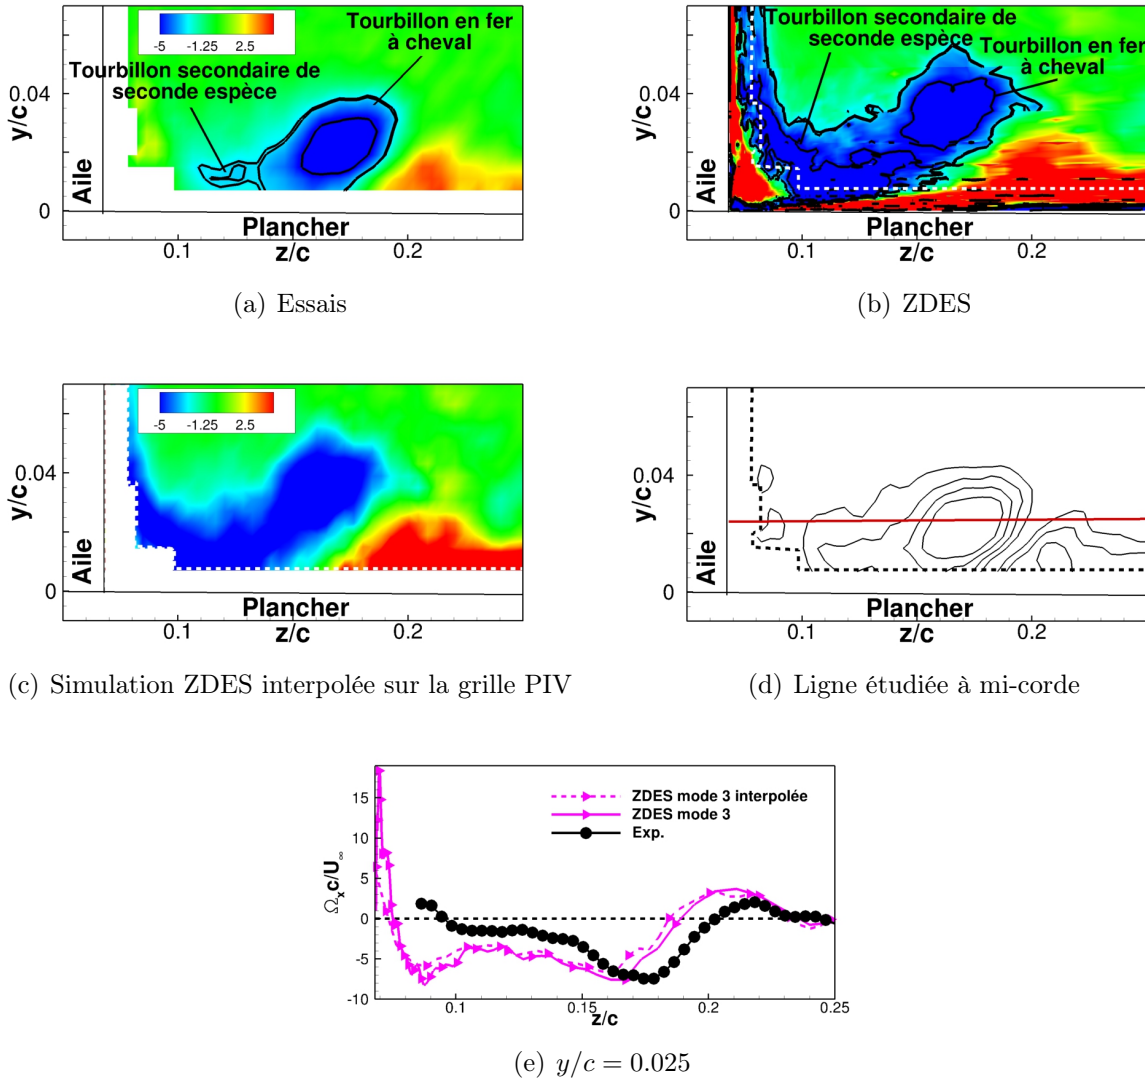 -5 -1.25 2.5
Tourbillon en fer
à cheval
Tourbillon secondaire de
seconde espèce
0.04
y/c
0
Aile
Plancher
0.1
z/c
0.2
(a) Essais
Tourbillon secondaire de
seconde espèce
Tourbillon en fer
à cheval
0.04
y/c
0
Aile
Plancher
0.1
z/c
0.2
(b) ZDES
-5 -1.25 2.5
0.04
y/c
0
Aile
Plancher
0.1
z/c
0.2
(c) Simulation ZDES interpolée sur la grille PIV
0.04
y/c
0
Aile
Plancher
0.1
z/c
0.2
(d) Ligne étudiée à mi-corde
15
10
5
0
-5
-10
Ωₓc/U∞
ZDES mode 3 interpolée
ZDES mode 3
Exp.
0.1 0.15 0.2 0.25
z/c
(e) y/c = 0.025